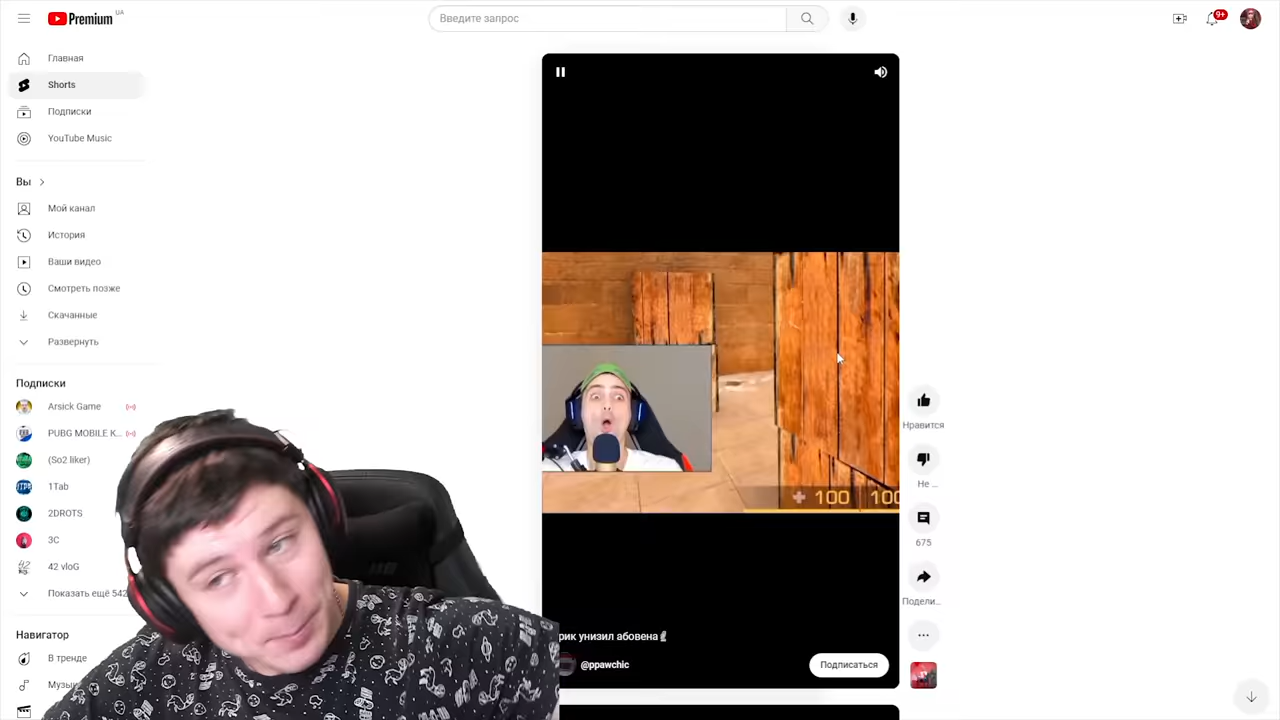 Premium
UA
Введите запрос
9+
Главная
Shorts
Подписки
YouTube Music
Вы
Мой канал
История
Ваши видео
Смотреть позже
Скачанные
Развернуть
Подписки
Arsick Game
PUBG MOBILE K...
(So2 liker)
1Tab
2DROTS
3C
42 vloG
Показать ещё 542
Навигатор
В тренде
100
100
унизил абовена
@ppawchic
Подписаться
Нравится
Не ...
675
Подели...